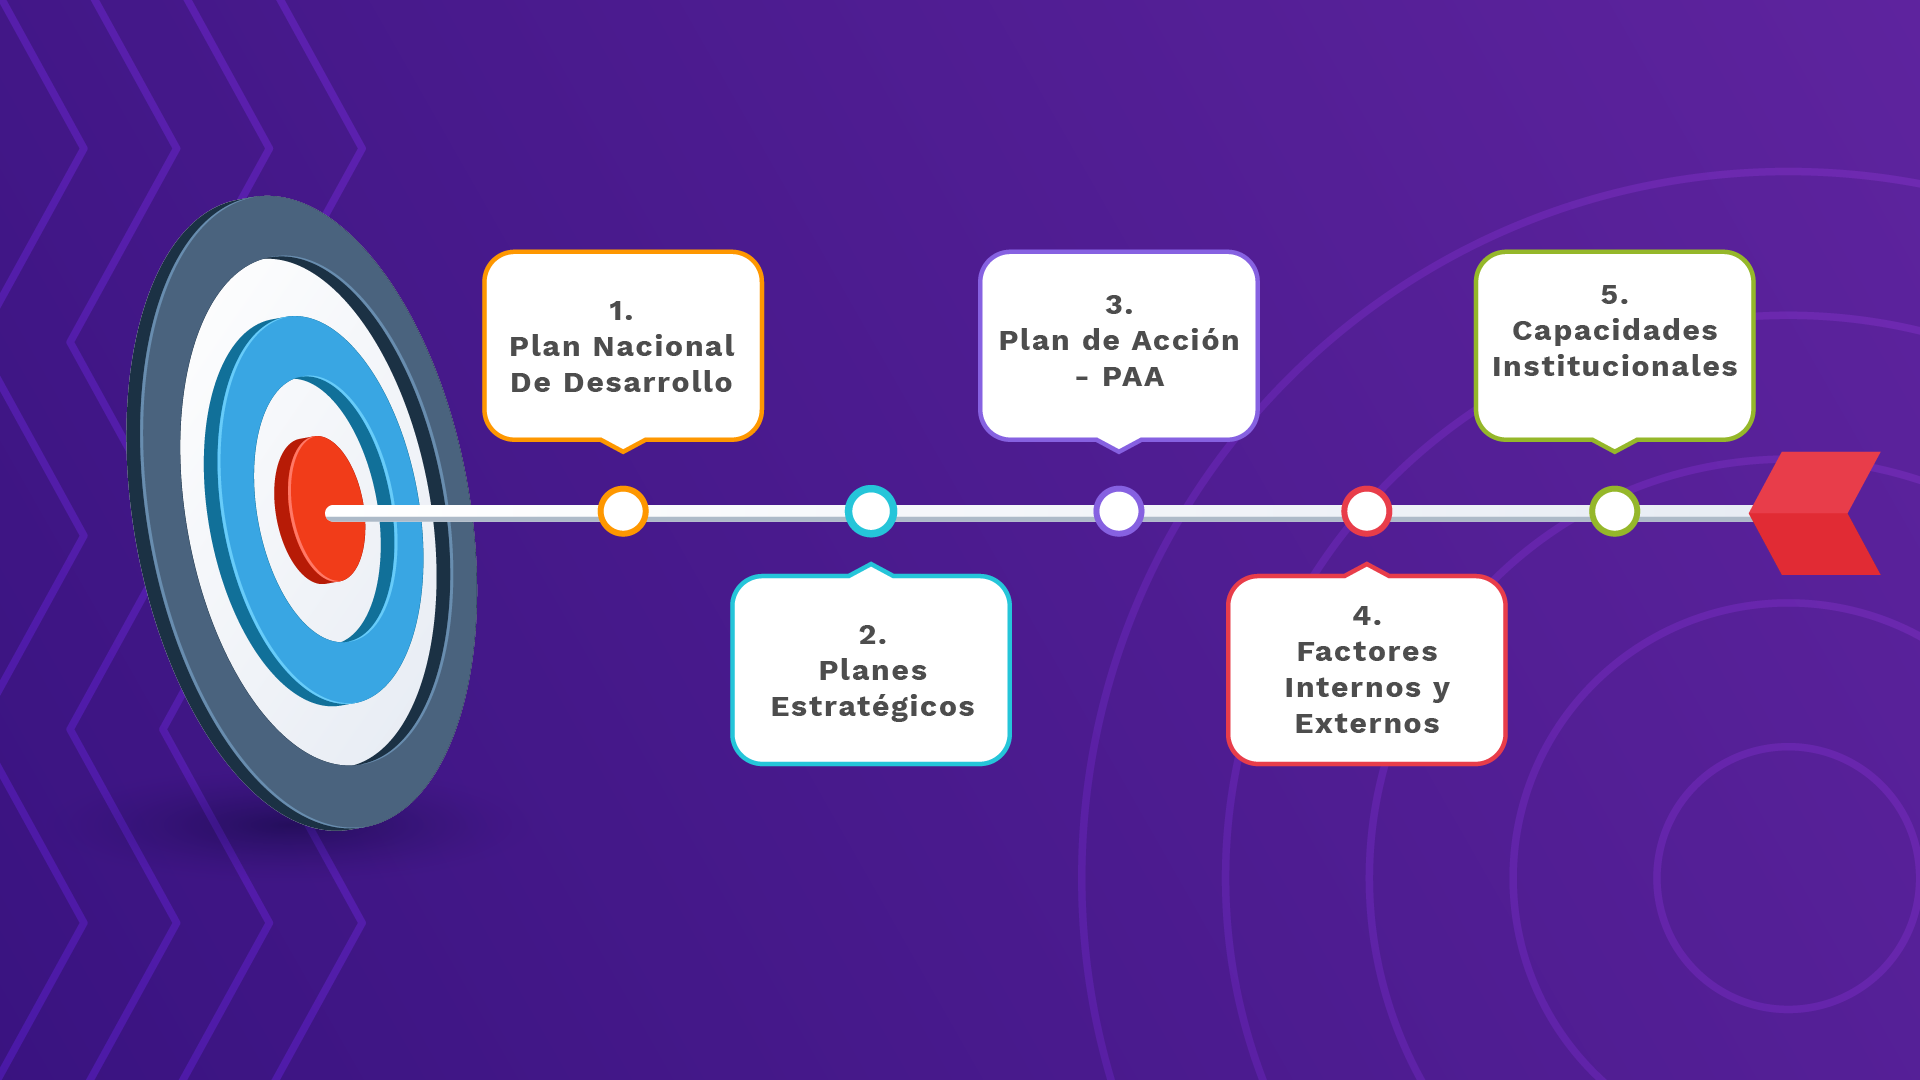 1.
Plan Nacional
De Desarrollo
2.
Planes
Estratégicos
3.
Plan de Acción
- PAA
4.
Factores
Internos y
Externos
5.
Capacidades
Institucionales